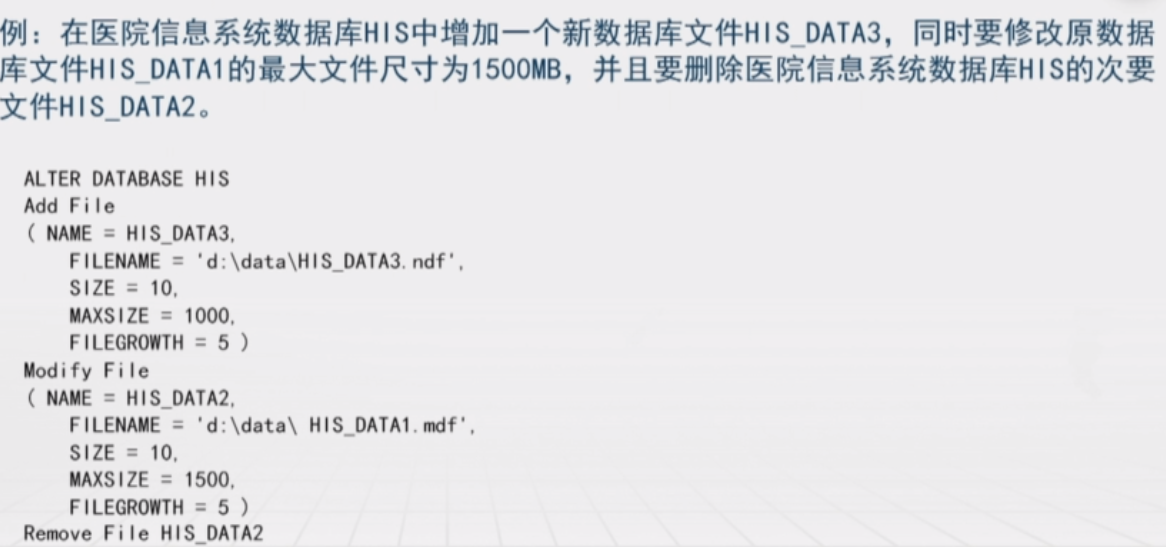 例：在医院信息系统数据库HIS中增加一个新数据库文件HIS_DATA3，同时要修改原数据
库文件HIS_DATA1的最大文件尺寸为1500MB，并且要删除医院信息系统数据库HIS的次要
文件HIS_DATA2。
ALTER DATABASE HIS
Add File
( NAME = HIS_DATA3,
FILENAME = 'd:\data\HIS_DATA3.ndf',
SIZE = 10,
MAXSIZE = 1000,
FILEGROWTH = 5 )
Modify File
( NAME = HIS_DATA2,
FILENAME = 'd:\data\ HIS_DATA1.mdf',
SIZE = 10,
MAXSIZE = 1500,
FILEGROWTH = 5 )
Remove File HIS_DATA2